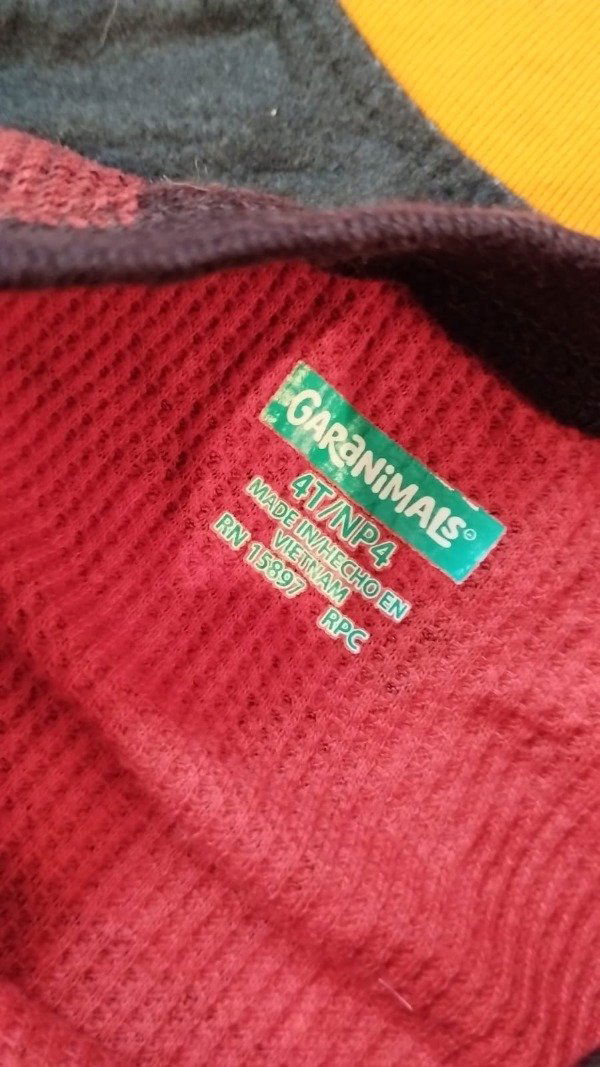 GARANIMALS®
4T/NP4
MADE IN/HECHO EN
VIETNAM
RN 15897 RPC